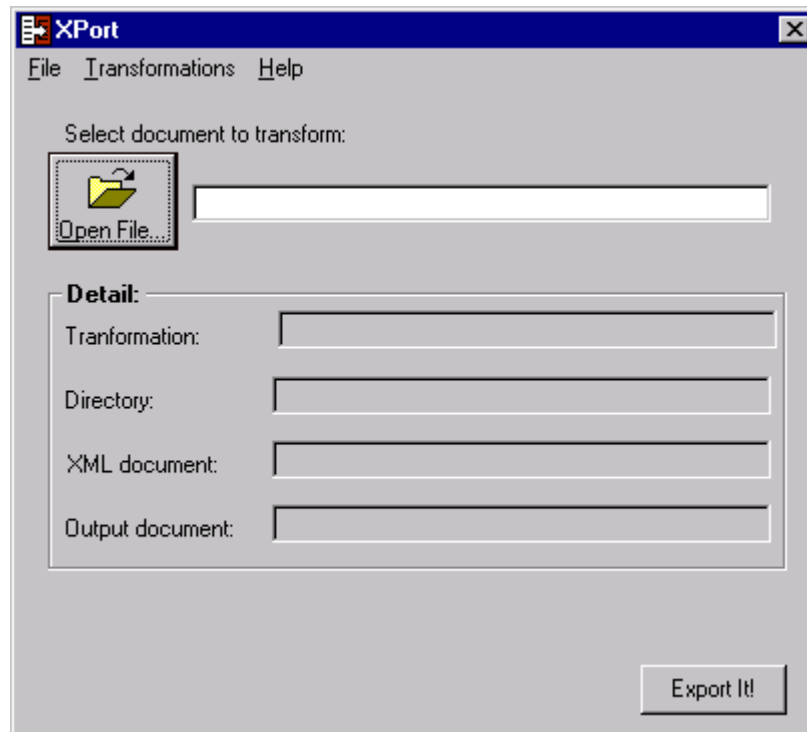 XPort
File Transformations Help
Select document to transform:
Open File...
Detail:
Tranformation:
Directory:
XML document:
Output document:
Export It!